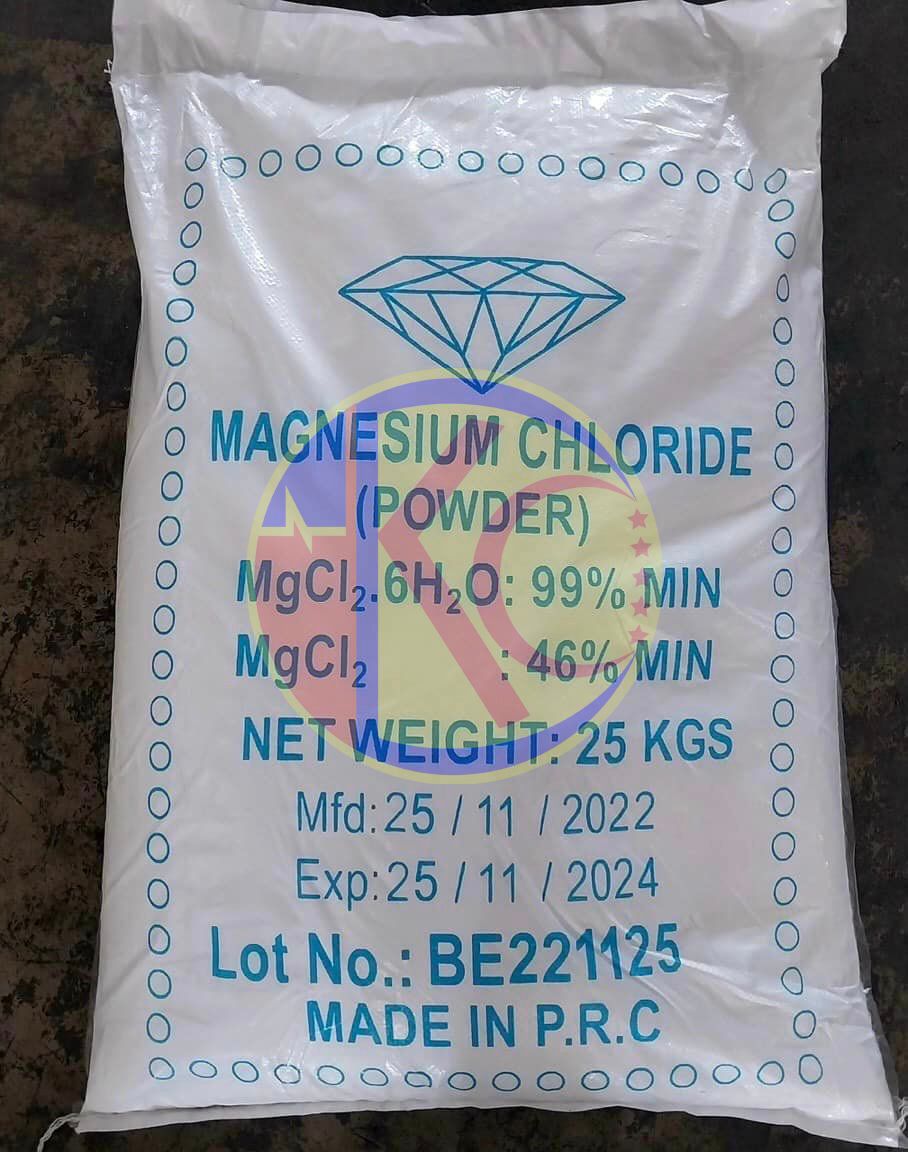 MAGNESIUM CHLORIDE
(POWDER)
MgCl₂.6H₂O: 99% MIN
MgCl₂ : 46% MIN
NET WEIGHT: 25 KGS
Mfd: 25 / 11 / 2022
Exp: 25 / 11 / 2024
Lot No.: BE221125
MADE IN P.R.C
NKC